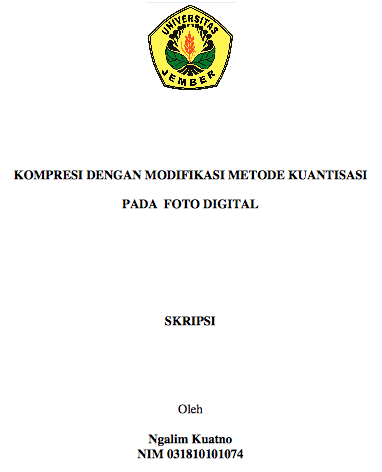 UNIVERSITAS
JEMBER
KOMPRESI DENGAN MODIFIKASI METODE KUANTISASI
PADA FOTO DIGITAL
SKRIPSI
Oleh
Ngalim Kuatno
NIM 031810101074